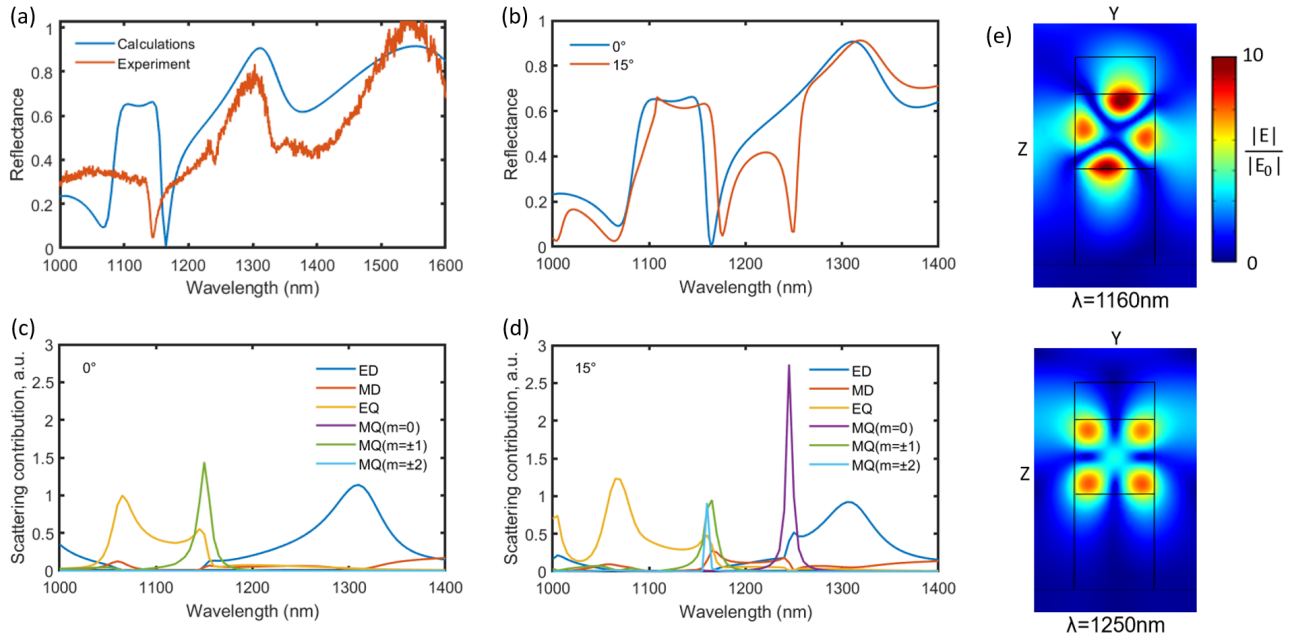 (a)
1
0.8
0.6
0.4
0.2
0
Reflectance
Calculations
Experiment
1000 1100 1200 1300 1400 1500 1600
Wavelength (nm)
(b)
1
0.8
0.6
0.4
0.2
0
Reflectance
0°
15°
1000 1100 1200 1300 1400
Wavelength (nm)
(e)
Y
Z
λ=1160nm
10
|E|
|E₀|
0
(c)
3
2.5
2
1.5
1
0.5
0
Scattering contribution, a.u.
0°
ED
MD
EQ
MQ(m=0)
MQ(m=±1)
MQ(m=±2)
1000 1100 1200 1300 1400
Wavelength (nm)
(d)
3
2.5
2
1.5
1
0.5
0
Scattering contribution, a.u.
15°
ED
MD
EQ
MQ(m=0)
MQ(m=±1)
MQ(m=±2)
1000 1100 1200 1300 1400
Wavelength (nm)
Y
Z
λ=1250nm